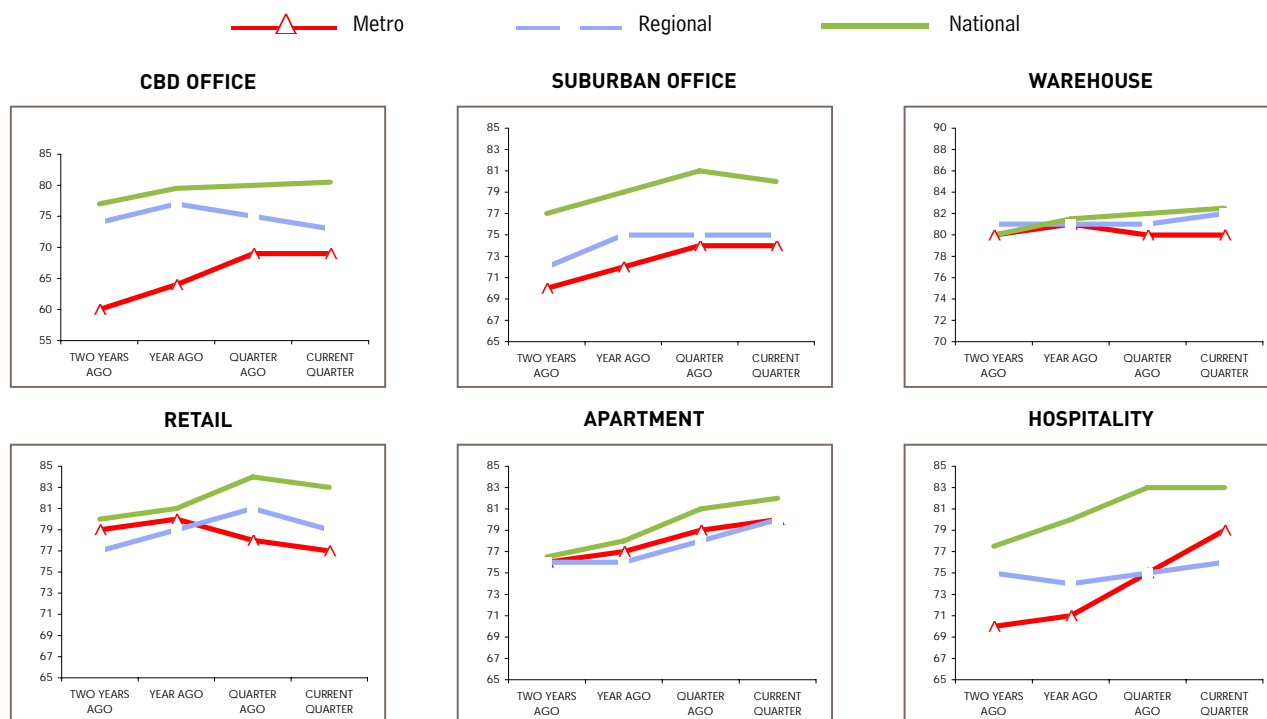 Metro Regional National
CBD OFFICE
85
80
75
70
65
60
55
TWO YEARS AGO
YEAR AGO
QUARTER AGO
CURRENT QUARTER
SUBURBAN OFFICE
85
83
81
79
77
75
73
71
69
67
65
TWO YEARS AGO
YEAR AGO
QUARTER AGO
CURRENT QUARTER
WAREHOUSE
90
88
86
84
82
80
78
76
74
72
70
TWO YEARS AGO
YEAR AGO
QUARTER AGO
CURRENT QUARTER
RETAIL
85
83
81
79
77
75
73
71
69
67
65
TWO YEARS AGO
YEAR AGO
QUARTER AGO
CURRENT QUARTER
APARTMENT
85
83
81
79
77
75
73
71
69
67
65
TWO YEARS AGO
YEAR AGO
QUARTER AGO
CURRENT QUARTER
HOSPITALITY
85
83
81
79
77
75
73
71
69
67
65
TWO YEARS AGO
YEAR AGO
QUARTER AGO
CURRENT QUARTER